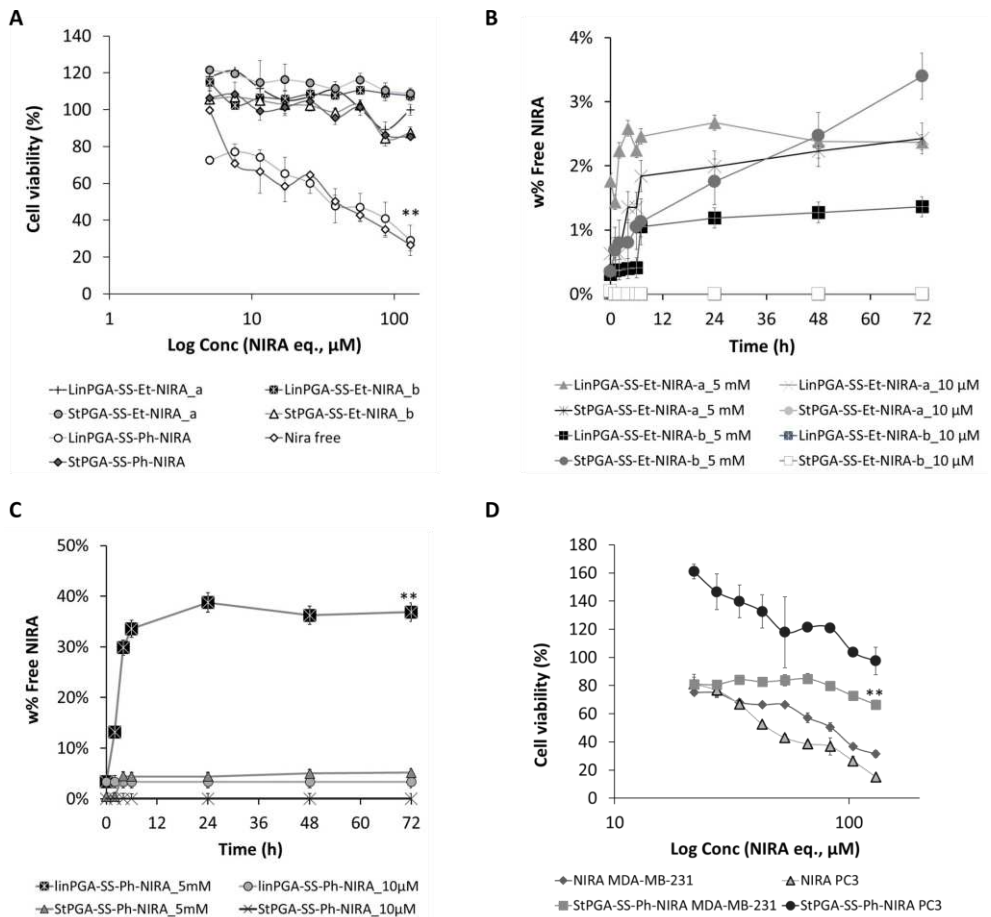 A
Cell viability (%)
140
120
100
80
60
40
20
0
**
1
10
100
Log Conc (NIRA eq., µM)
LinPGA-SS-Et-NIRA_a
LinPGA-SS-Et-NIRA_b
StPGA-SS-Et-NIRA_a
StPGA-SS-Et-NIRA_b
LinPGA-SS-Ph-NIRA
Nira free
StPGA-SS-Ph-NIRA
B
w% Free NIRA
4%
3%
2%
1%
0%
0
12
24
36
48
60
72
Time (h)
LinPGA-SS-Et-NIRA-a_5 mM
LinPGA-SS-Et-NIRA-a_10 µM
StPGA-SS-Et-NIRA-a_5 mM
StPGA-SS-Et-NIRA-a_10 µM
LinPGA-SS-Et-NIRA-b_5 mM
LinPGA-SS-Et-NIRA-b_10 µM
StPGA-SS-Et-NIRA-b_5 mM
StPGA-SS-Et-NIRA-b_10 µM
C
w% Free NIRA
50%
40%
30%
20%
10%
0%
**
0
12
24
36
48
60
72
Time (h)
linPGA-SS-Ph-NIRA_5mM
linPGA-SS-Ph-NIRA_10µM
StPGA-SS-Ph-NIRA_5mM
StPGA-SS-Ph-NIRA_10µM
D
Cell viability (%)
180
160
140
120
100
80
60
40
20
0
**
10
100
Log Conc (NIRA eq., µM)
NIRA MDA-MB-231
NIRA PC3
StPGA-SS-Ph-NIRA MDA-MB-231
StPGA-SS-Ph-NIRA PC3